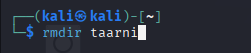 ┌──(kali㉿kali)-[~]
└─$ rmdir taarni